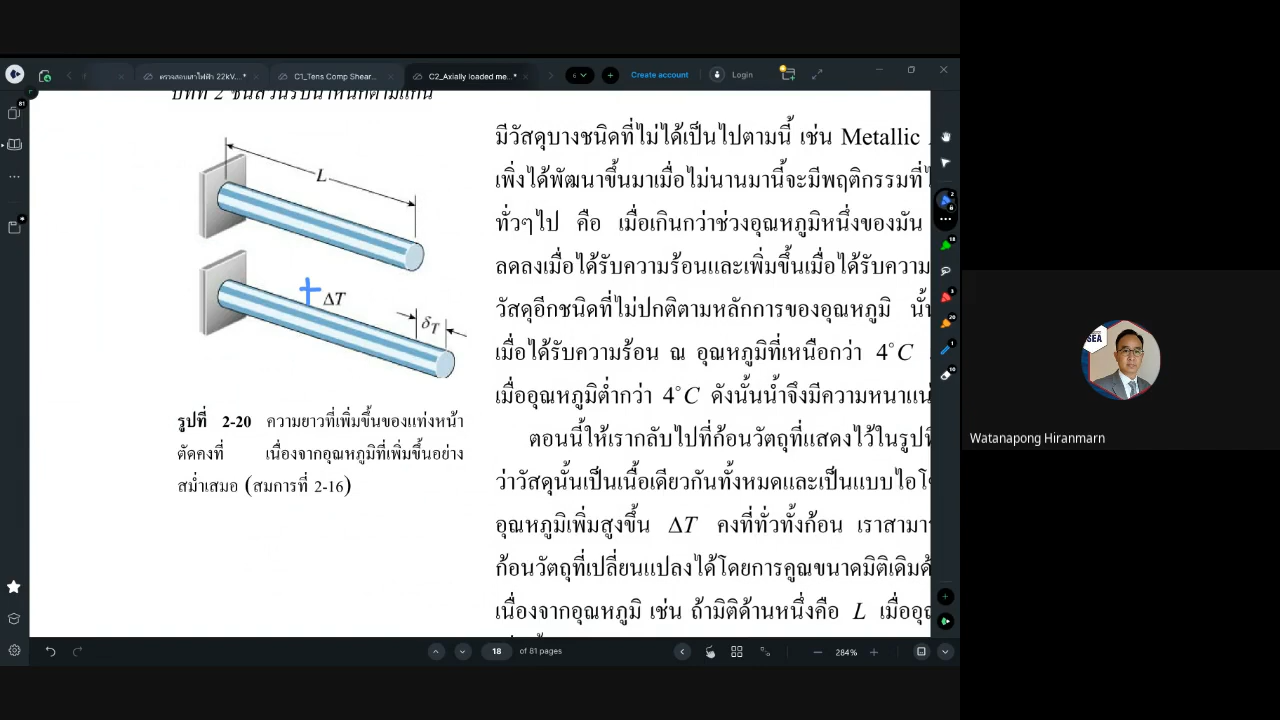 ตรวจสอบเสาไฟฟ้า 22kV...*
C1_Tens Comp Shear...
C2_Axially loaded me...*
6
Create account
Login
บทที่ 2 ชิ้นส่วนรับน้ำหนักตามแกน
L
ΔT
δT
รูปที่ 2-20 ความยาวที่เพิ่มขึ้นของแท่งหน้า
ตัดคงที่ เนื่องจากอุณหภูมิที่เพิ่มขึ้นอย่าง
สม่ำเสมอ (สมการที่ 2-16)
มีวัสดุบางชนิดที่ไม่ได้เป็นไปตามนี้ เช่น Metallic
เพิ่งได้พัฒนาขึ้นมาเมื่อไม่นานมานี้จะมีพฤติกรรมที่
ทั่วๆไป คือ เมื่อเกินกว่าช่วงอุณหภูมิหนึ่งของมัน
ลดลงเมื่อได้รับความร้อนและเพิ่มขึ้นเมื่อได้รับความ
วัสดุอีกชนิดที่ไม่ปกติตามหลักการของอุณหภูมิ นั้น
เมื่อได้รับความร้อน ณ อุณหภูมิที่เหนือกว่า 4°C
เมื่ออุณหภูมิต่ำกว่า 4°C ดังนั้นน้ำจึงมีความหนาแน่
ตอนนี้ให้เรากลับไปที่ก้อนวัตถุที่แสดงไว้ในรูปที่
ว่าวัสดุนั้นเป็นเนื้อเดียวกันทั้งหมดและเป็นแบบไอโ
อุณหภูมิเพิ่มสูงขึ้น ΔT คงที่ทั่วทั้งก้อน เราสามา
ก้อนวัตถุที่เปลี่ยนแปลงได้โดยการคูณขนาดมิติเดิมด้
เนื่องจากอุณหภูมิ เช่น ถ้ามิติด้านหนึ่งคือ L เมื่ออุ
18 of 81 pages
284%
SEA
Watanapong Hiranmarn